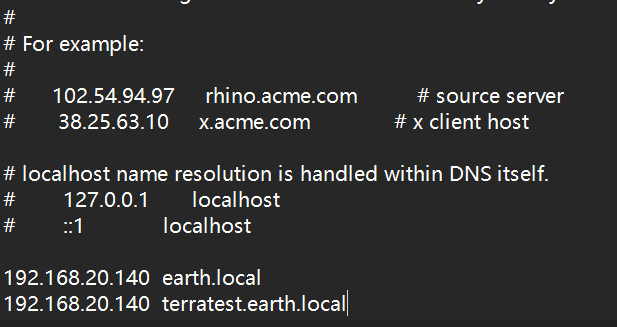 #
# For example:
#
#      102.54.94.97     rhino.acme.com          # source server
#       38.25.63.10     x.acme.com              # x client host

# localhost name resolution is handled within DNS itself.
#        127.0.0.1       localhost
#        ::1             localhost

192.168.20.140  earth.local
192.168.20.140  terratest.earth.local